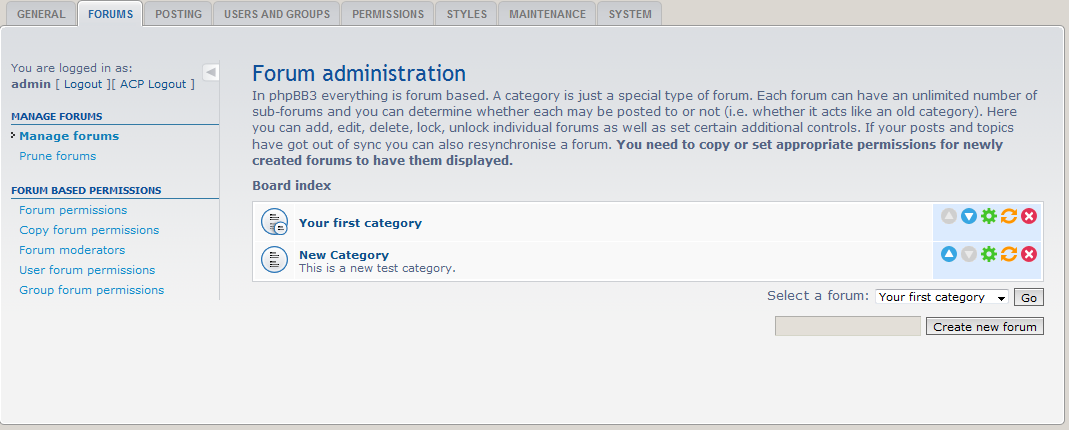 GENERAL FORUMS POSTING USERS AND GROUPS PERMISSIONS STYLES MAINTENANCE SYSTEM
You are logged in as:
admin [ Logout ][ ACP Logout ]
MANAGE FORUMS
Manage forums
Prune forums
FORUM BASED PERMISSIONS
Forum permissions
Copy forum permissions
Forum moderators
User forum permissions
Group forum permissions
Forum administration
In phpBB3 everything is forum based. A category is just a special type of forum. Each forum can have an unlimited number of
sub-forums and you can determine whether each may be posted to or not (i.e. whether it acts like an old category). Here
you can add, edit, delete, lock, unlock individual forums as well as set certain additional controls. If your posts and topics
have got out of sync you can also resynchronise a forum. You need to copy or set appropriate permissions for newly
created forums to have them displayed.
Board index
Your first category
New Category
This is a new test category.
Select a forum: Your first category Go
Create new forum